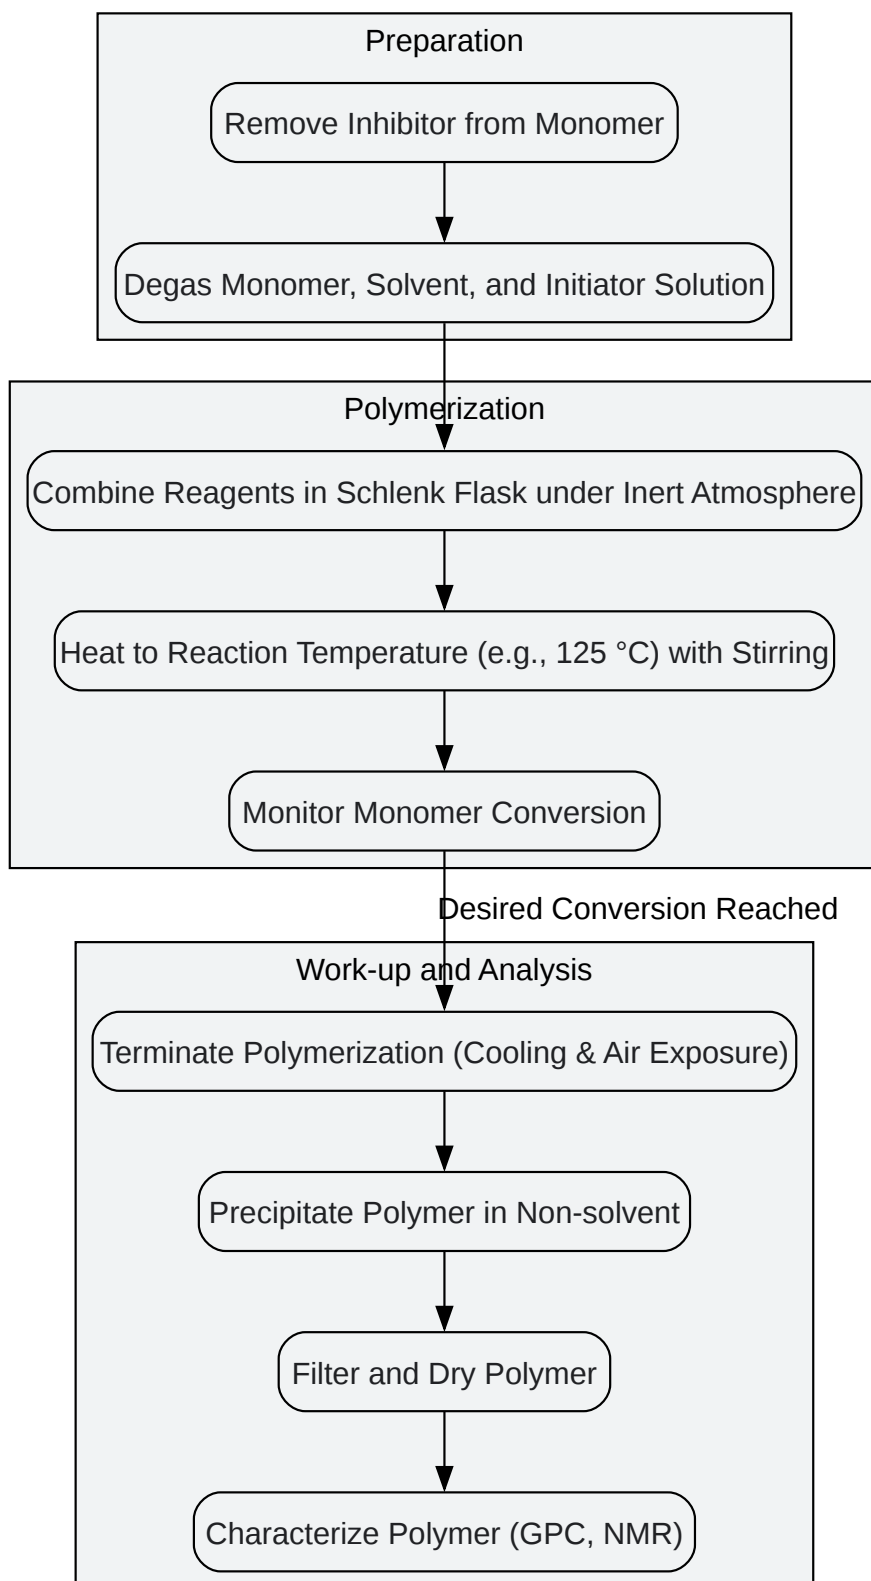 Preparation
Remove Inhibitor from Monomer
Degas Monomer, Solvent, and Initiator Solution
Polymerization
Combine Reagents in Schlenk Flask under Inert Atmosphere
Heat to Reaction Temperature (e.g., 125 °C) with Stirring
Monitor Monomer Conversion
Desired Conversion Reached
Work-up and Analysis
Terminate Polymerization (Cooling & Air Exposure)
Precipitate Polymer in Non-solvent
Filter and Dry Polymer
Characterize Polymer (GPC, NMR)